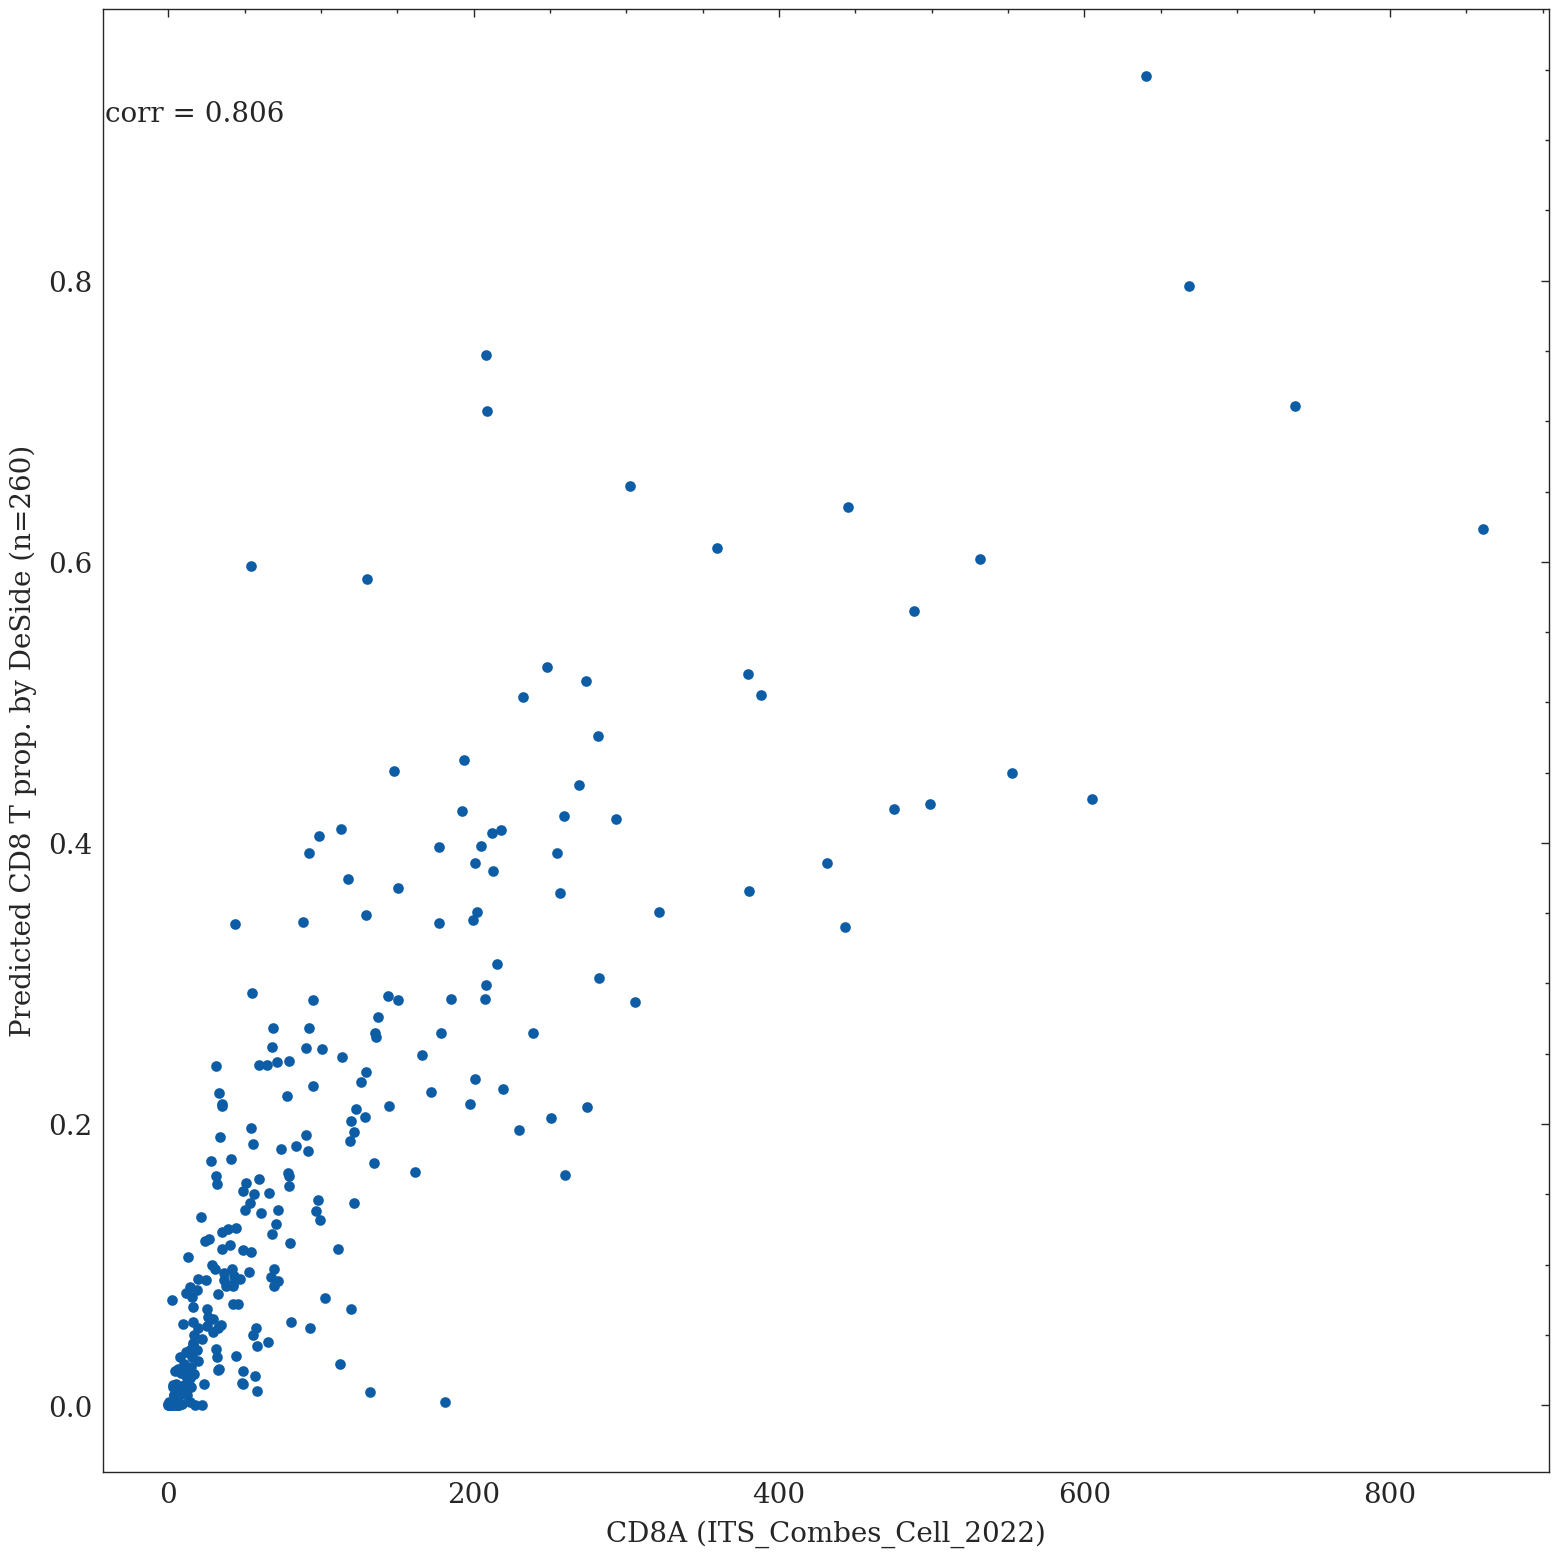 corr = 0.806
Predicted CD8 T prop. by DeSide (n=260)
0.8
0.6
0.4
0.2
0.0
0 200 400 600 800
CD8A (ITS_Combes_Cell_2022)